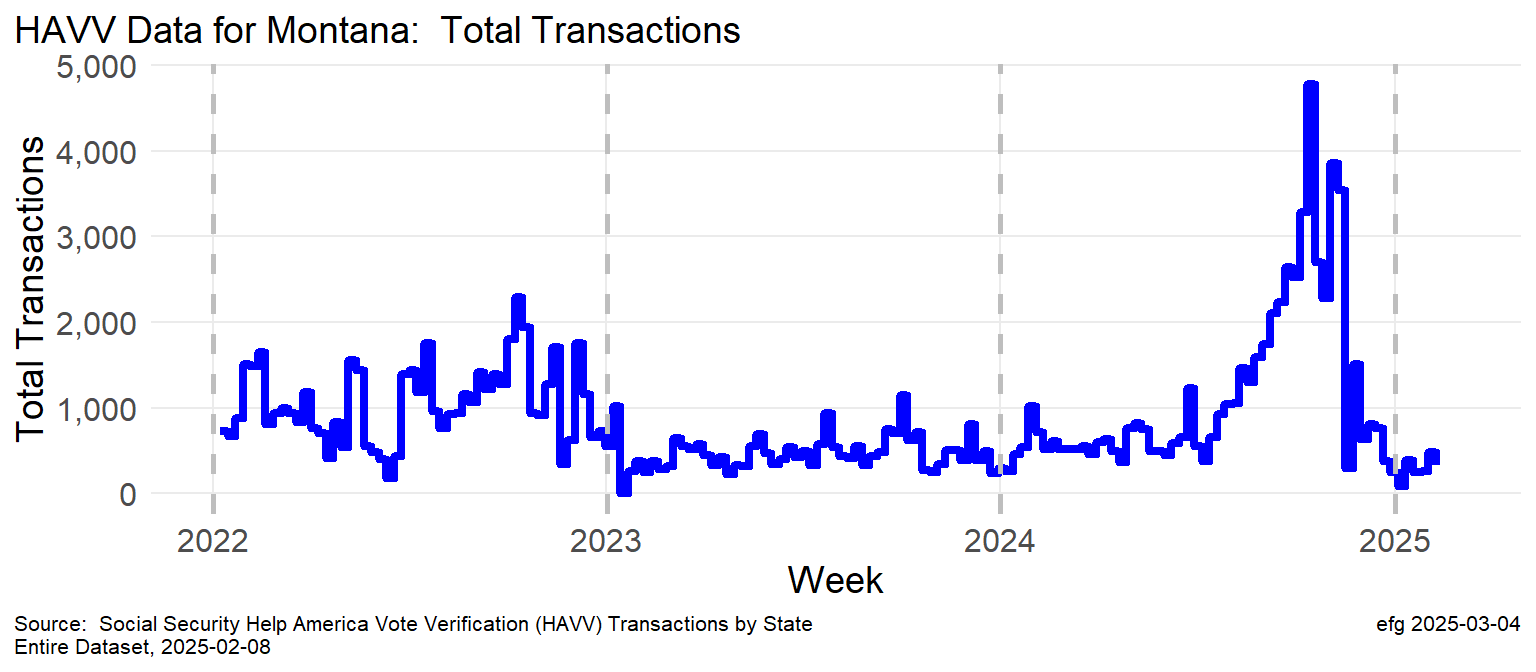 HAVV Data for Montana:  Total Transactions
5,000
4,000
3,000
2,000
1,000
0
Total Transactions
2022 2023 2024 2025
Week
Source:  Social Security Help America Vote Verification (HAVV) Transactions by State
Entire Dataset, 2025-02-08
efg 2025-03-04